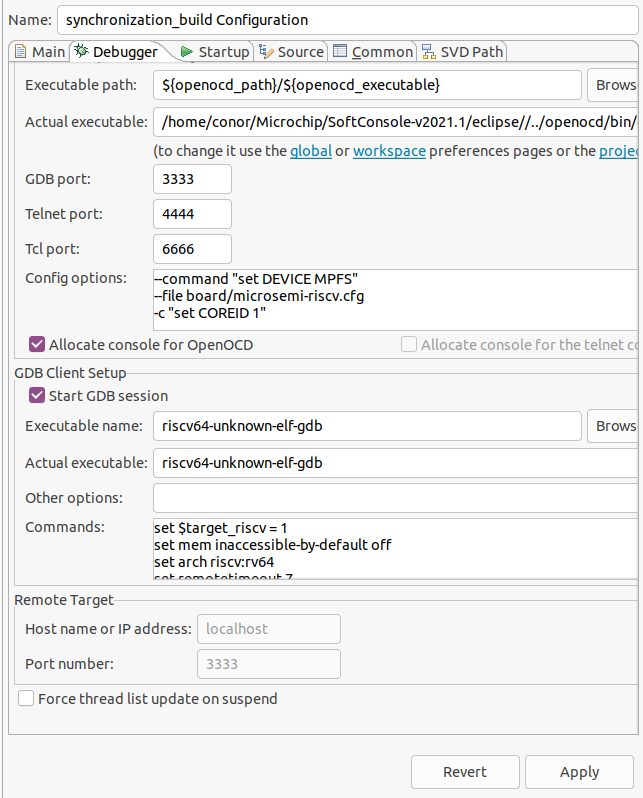 Name: synchronization_build Configuration
Main Debugger Startup Source Common SVD Path
Executable path: ${openocd_path}/${openocd_executable} Brows
Actual executable: /home/conor/Microchip/SoftConsole-v2021.1/eclipse//../openocd/bin/
(to change it use the global or workspace preferences pages or the projec
GDB port: 3333
Telnet port: 4444
Tcl port: 6666
Config options: --command "set DEVICE MPFS"
--file board/microsemi-riscv.cfg
-c "set COREID 1"
Allocate console for OpenOCD Allocate console for the telnet co
GDB Client Setup
Start GDB session
Executable name: riscv64-unknown-elf-gdb Brows
Actual executable: riscv64-unknown-elf-gdb
Other options:
Commands: set $target_riscv = 1
set mem inaccessible-by-default off
set arch riscv:rv64
set remotetimeout 7
Remote Target
Host name or IP address: localhost
Port number: 3333
Force thread list update on suspend
Revert Apply